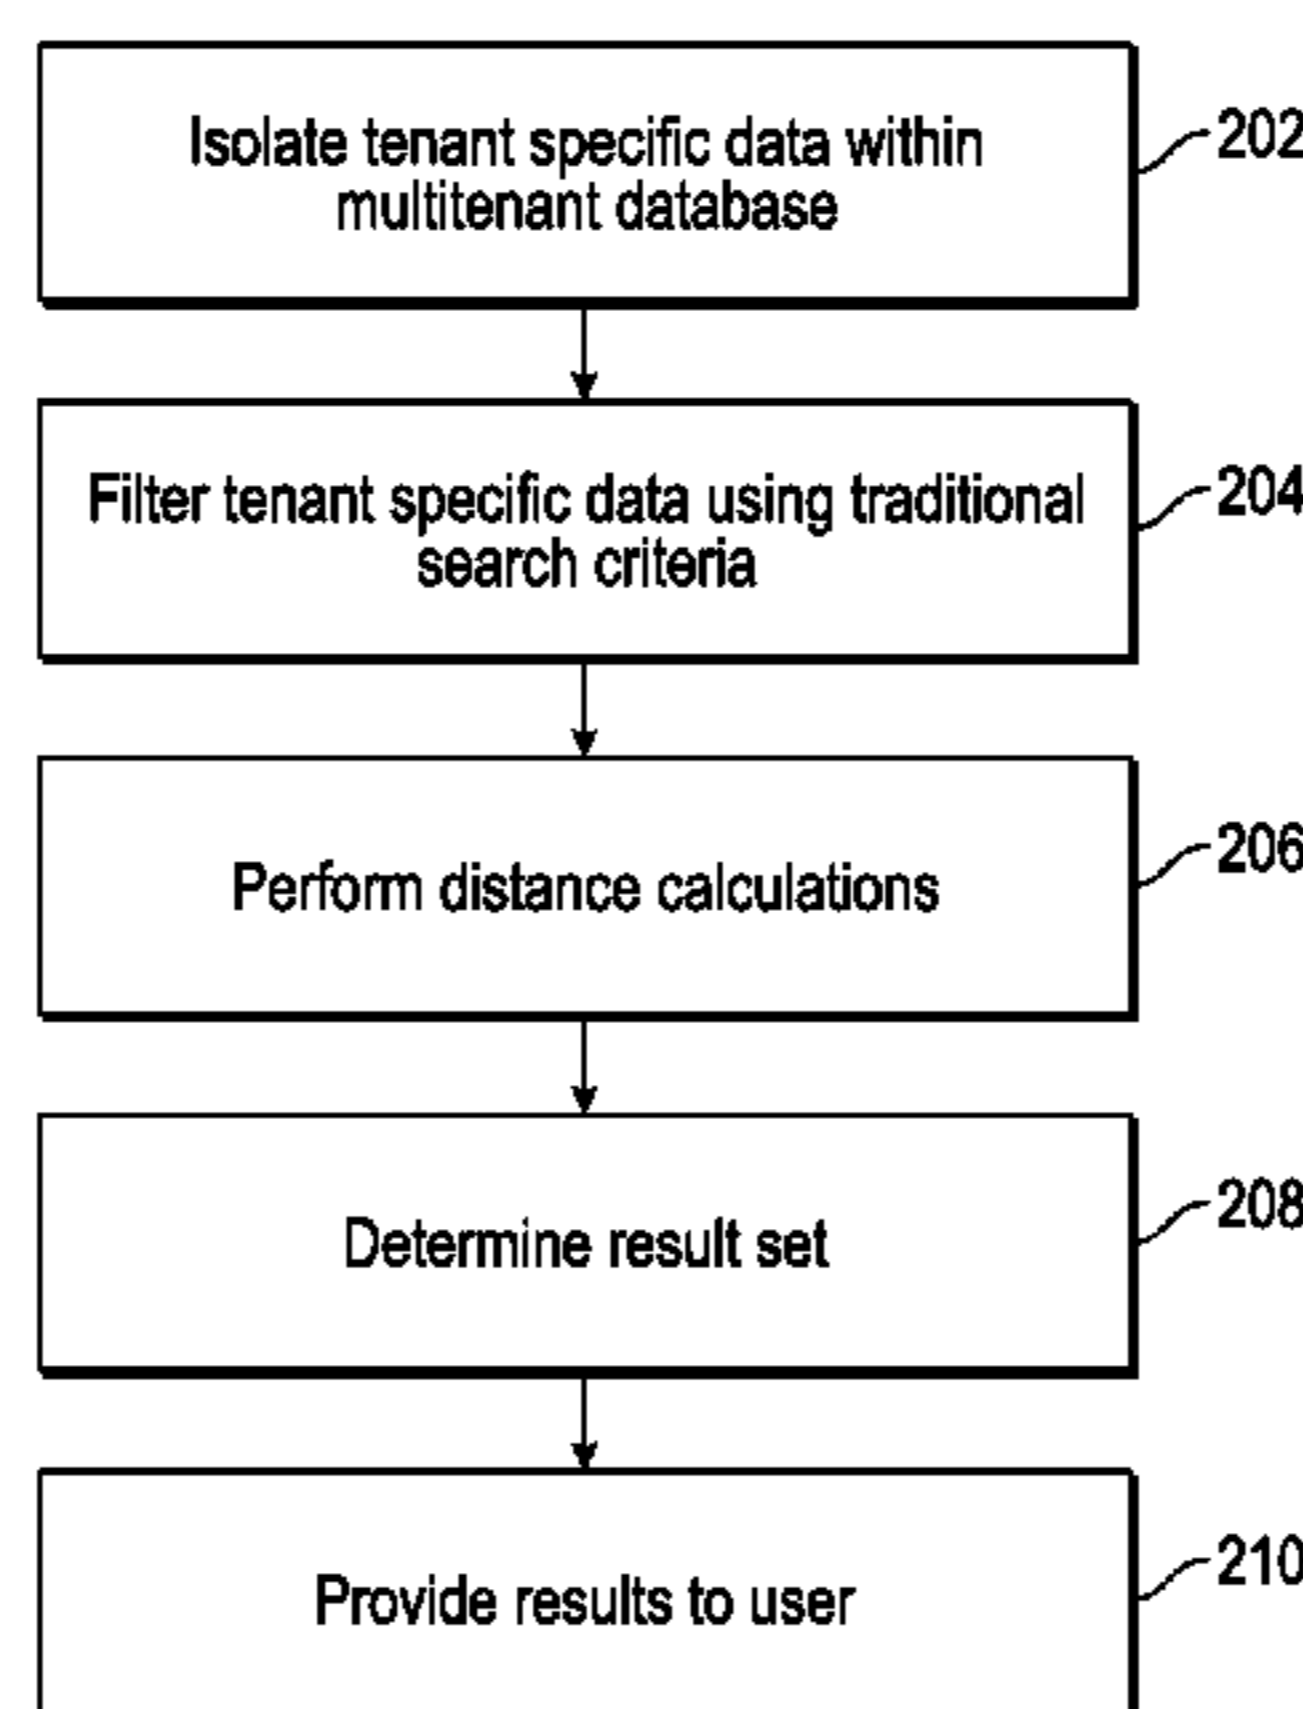 Isolate tenant specific data within
multitenant database
202
Filter tenant specific data using traditional
search criteria
204
Perform distance calculations
206
Determine result set
208
Provide results to user
210